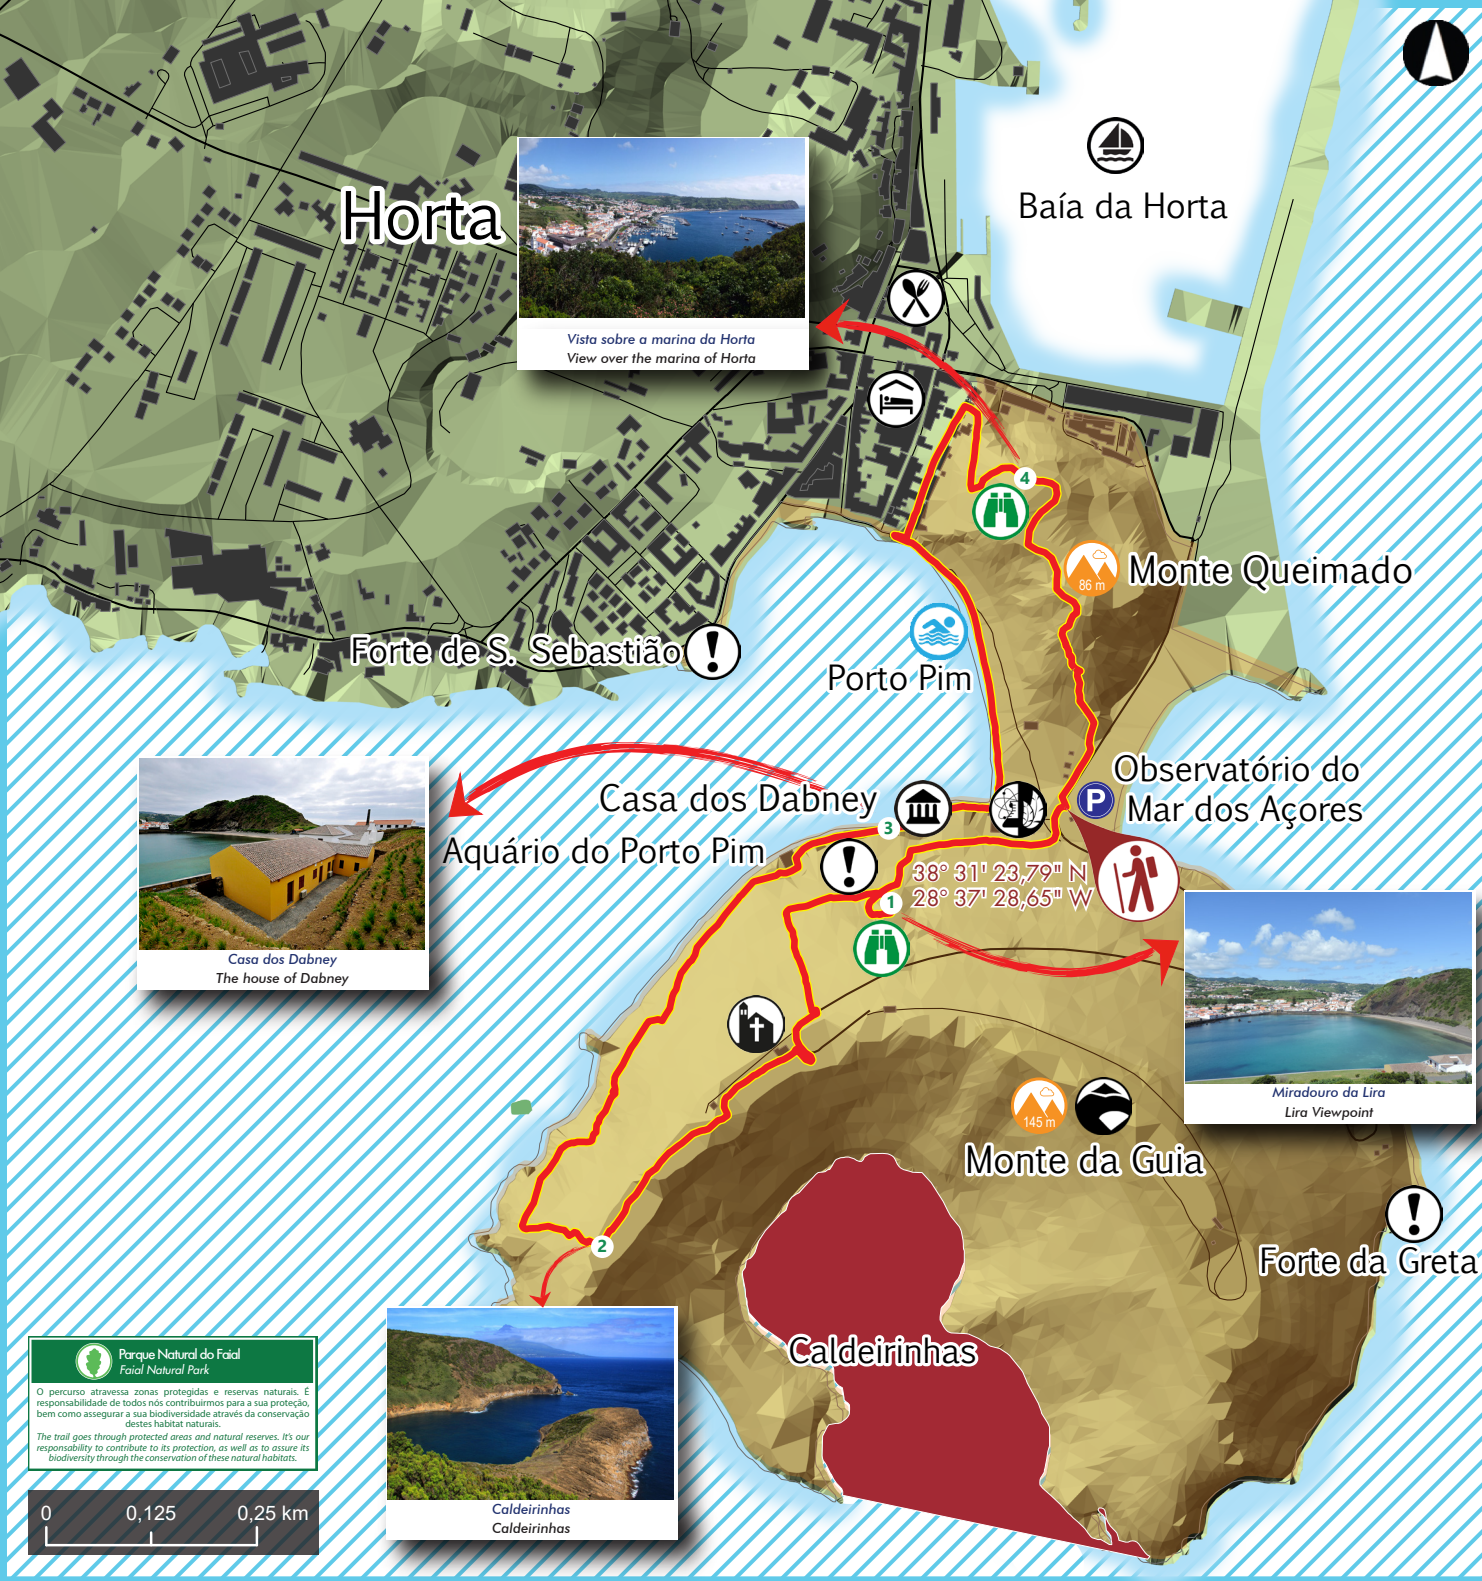 Baía da Horta
Horta
Vista sobre a marina da Horta
View over the marina of Horta
4
86 m
Monte Queimado
Forte de S. Sebastião
Porto Pim
Observatório do
Mar dos Açores
P
Casa dos Dabney
3
Aquário do Porto Pim
38° 31' 23,79" N
28° 37' 28,65" W
1
Casa dos Dabney
The house of Dabney
Miradouro da Lira
Lira Viewpoint
145 m
Monte da Guia
2
Forte da Greta
Caldeirinhas
Caldeirinhas
Caldeirinhas
Parque Natural do Faial
Faial Natural Park
O percurso atravessa zonas protegidas e reservas naturais. É
responsabilidade de todos nós contribuirmos para a sua proteção,
bem como assegurar a sua biodiversidade através da conservação
destes habitat naturais.
The trail goes through protected areas and natural reserves. It's our
responsability to contribute to its protection, as well as to assure its
biodiversity through the conservation of these natural habitats.
0 0,125 0,25 km